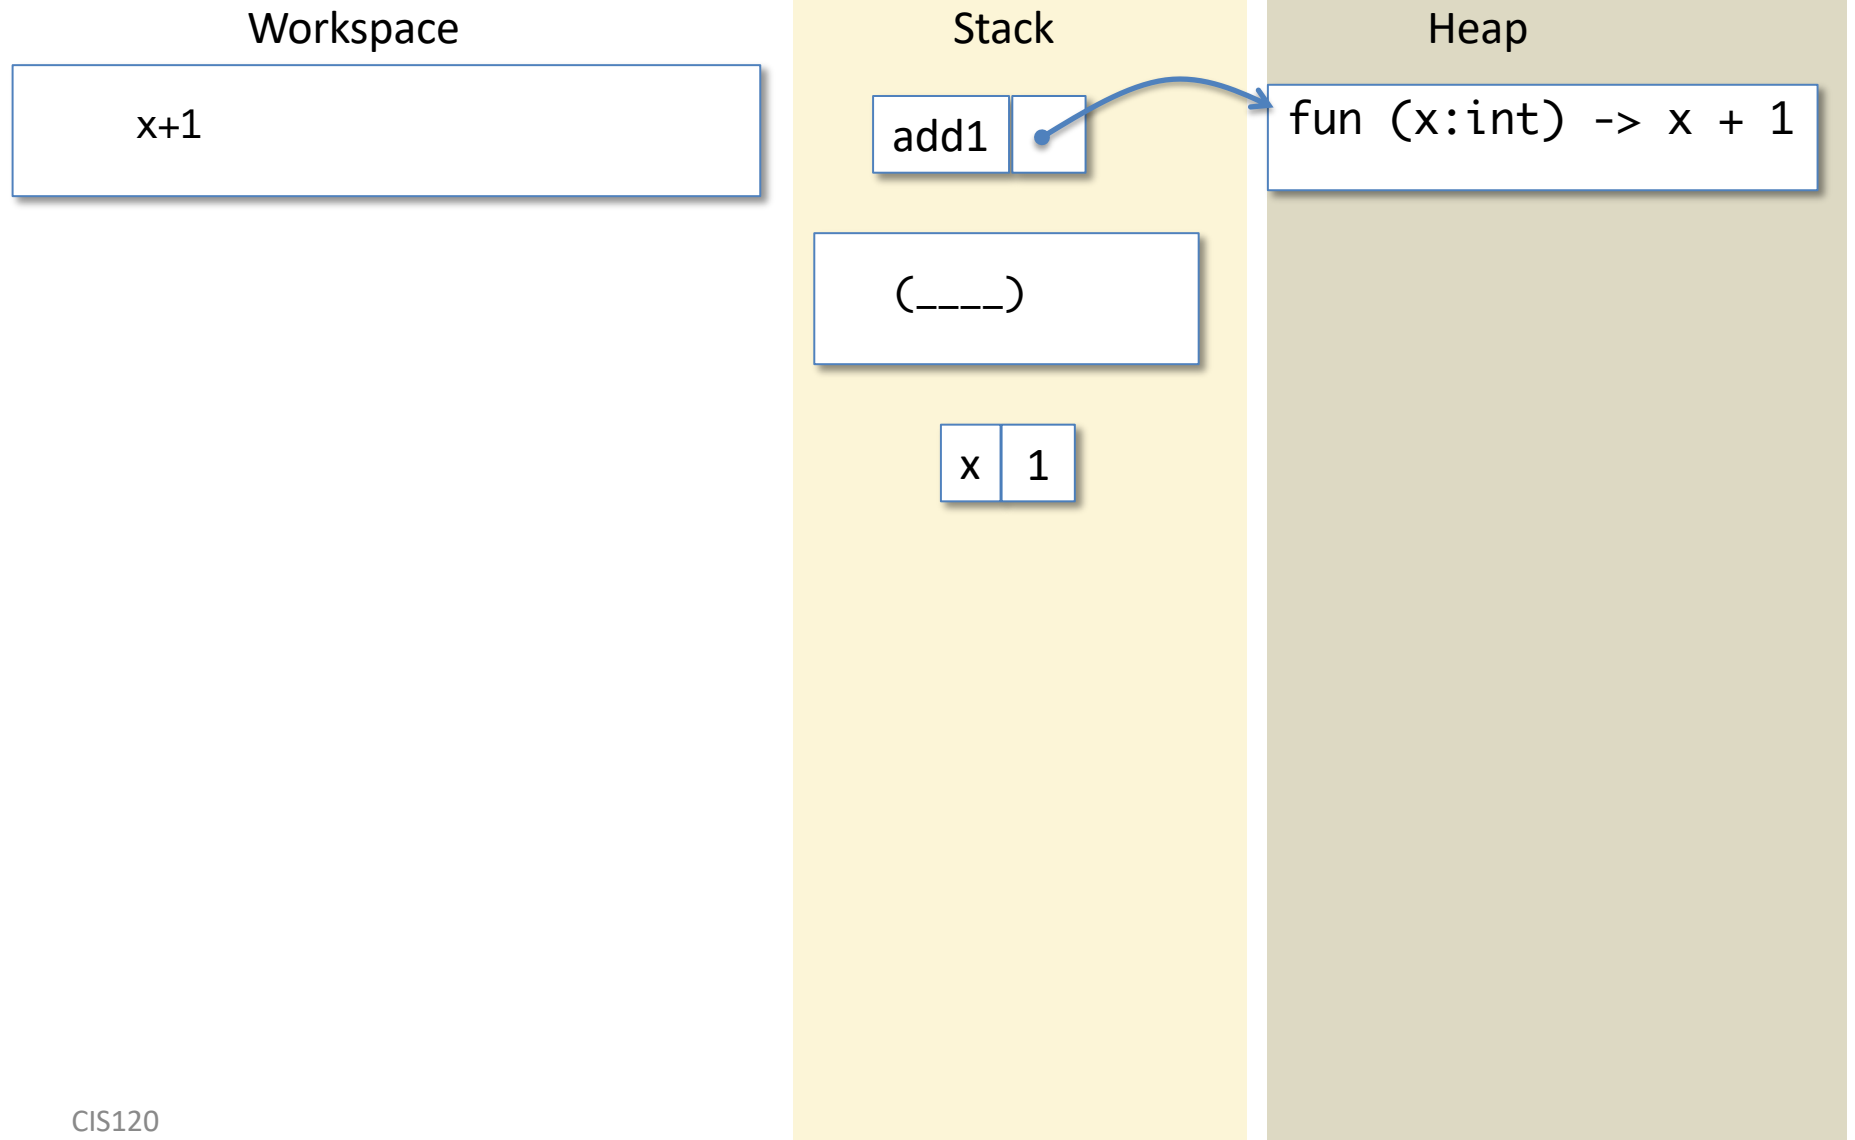 Workspace
Stack
Heap
x+1
add1
fun (x:int) -> x + 1
(____)
x 1
CIS120